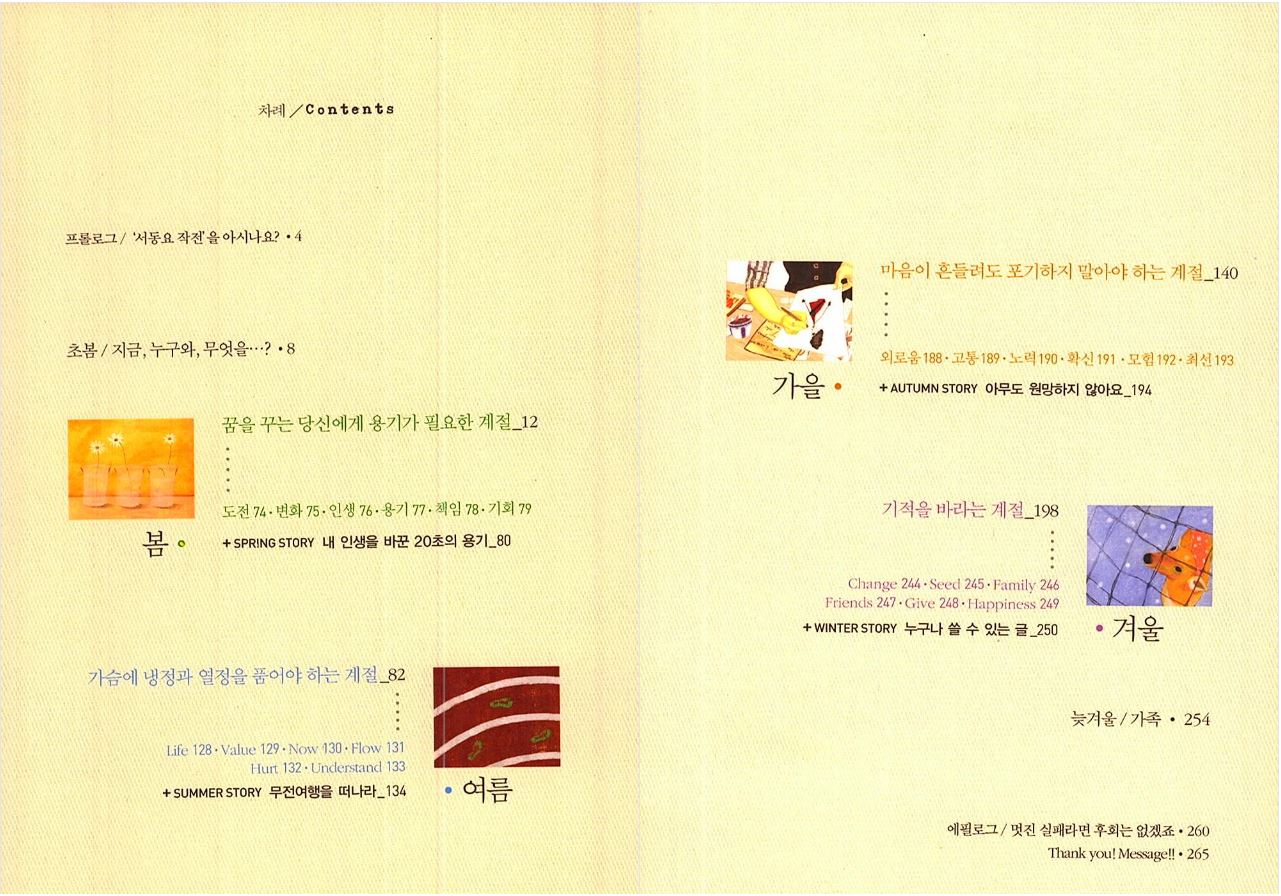 차례 / Contents
프롤로그 / '서동요 작전'을 아시나요? • 4
초봄 / 지금, 누구와, 무엇을…? • 8
꿈을 꾸는 당신에게 용기가 필요한 계절_12
도전 74 · 변화 75 · 인생 76 · 용기 77 · 책임 78 · 기회 79
봄
+ SPRING STORY 내 인생을 바꾼 20초의 용기_80
가슴에 냉정과 열정을 품어야 하는 계절_82
Life 128 · Value 129 · Now 130 · Flow 131
Hurt 132 · Understand 133
+ SUMMER STORY 무전여행을 떠나라_134
여름
마음이 흔들려도 포기하지 말아야 하는 계절_140
외로움 188 · 고통 189 · 노력 190 · 확신 191 · 모험 192 · 최선 193
가을
+ AUTUMN STORY 아무도 원망하지 않아요_194
기적을 바라는 계절_198
Change 244 · Seed 245 · Family 246
Friends 247 · Give 248 · Happiness 249
+ WINTER STORY 누구나 쓸 수 있는 글_250
겨울
늦겨울 / 가족 • 254
에필로그 / 멋진 실패라면 후회는 없겠죠 • 260
Thank you! Message!! • 265